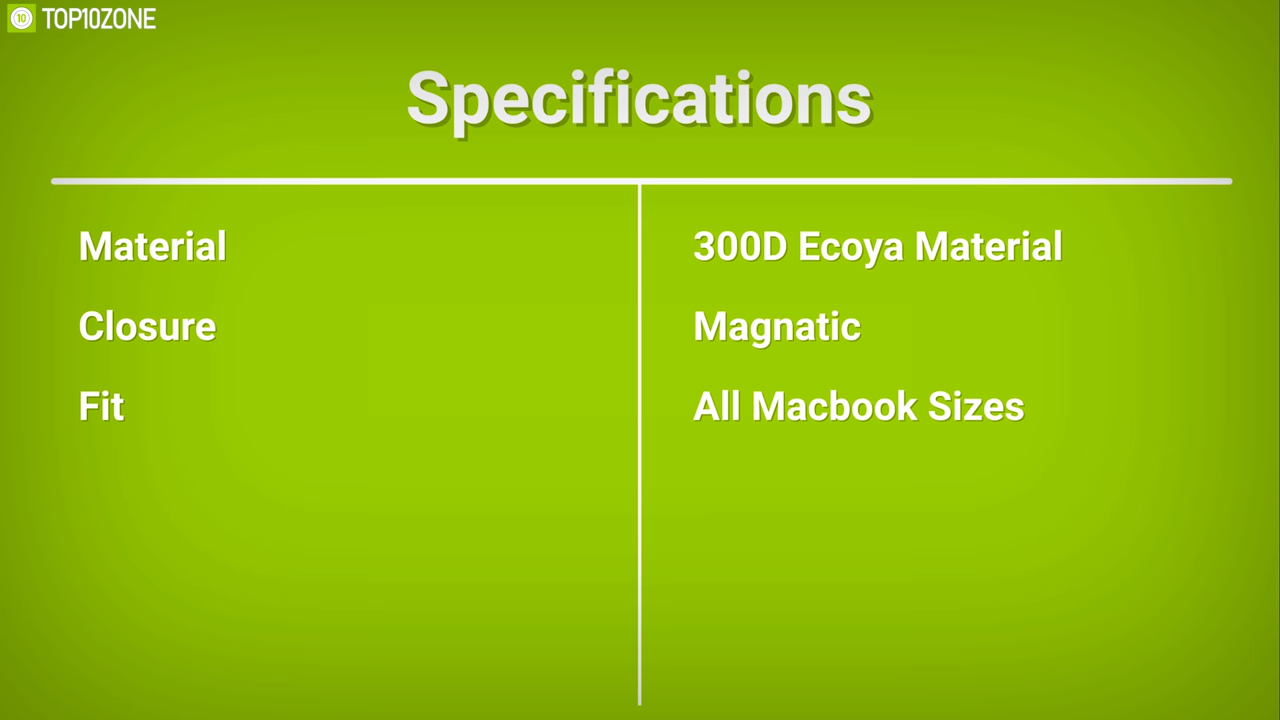 TOP10ZONE
Specifications
Material 300D Ecoya Material
Closure Magnatic
Fit All Macbook Sizes